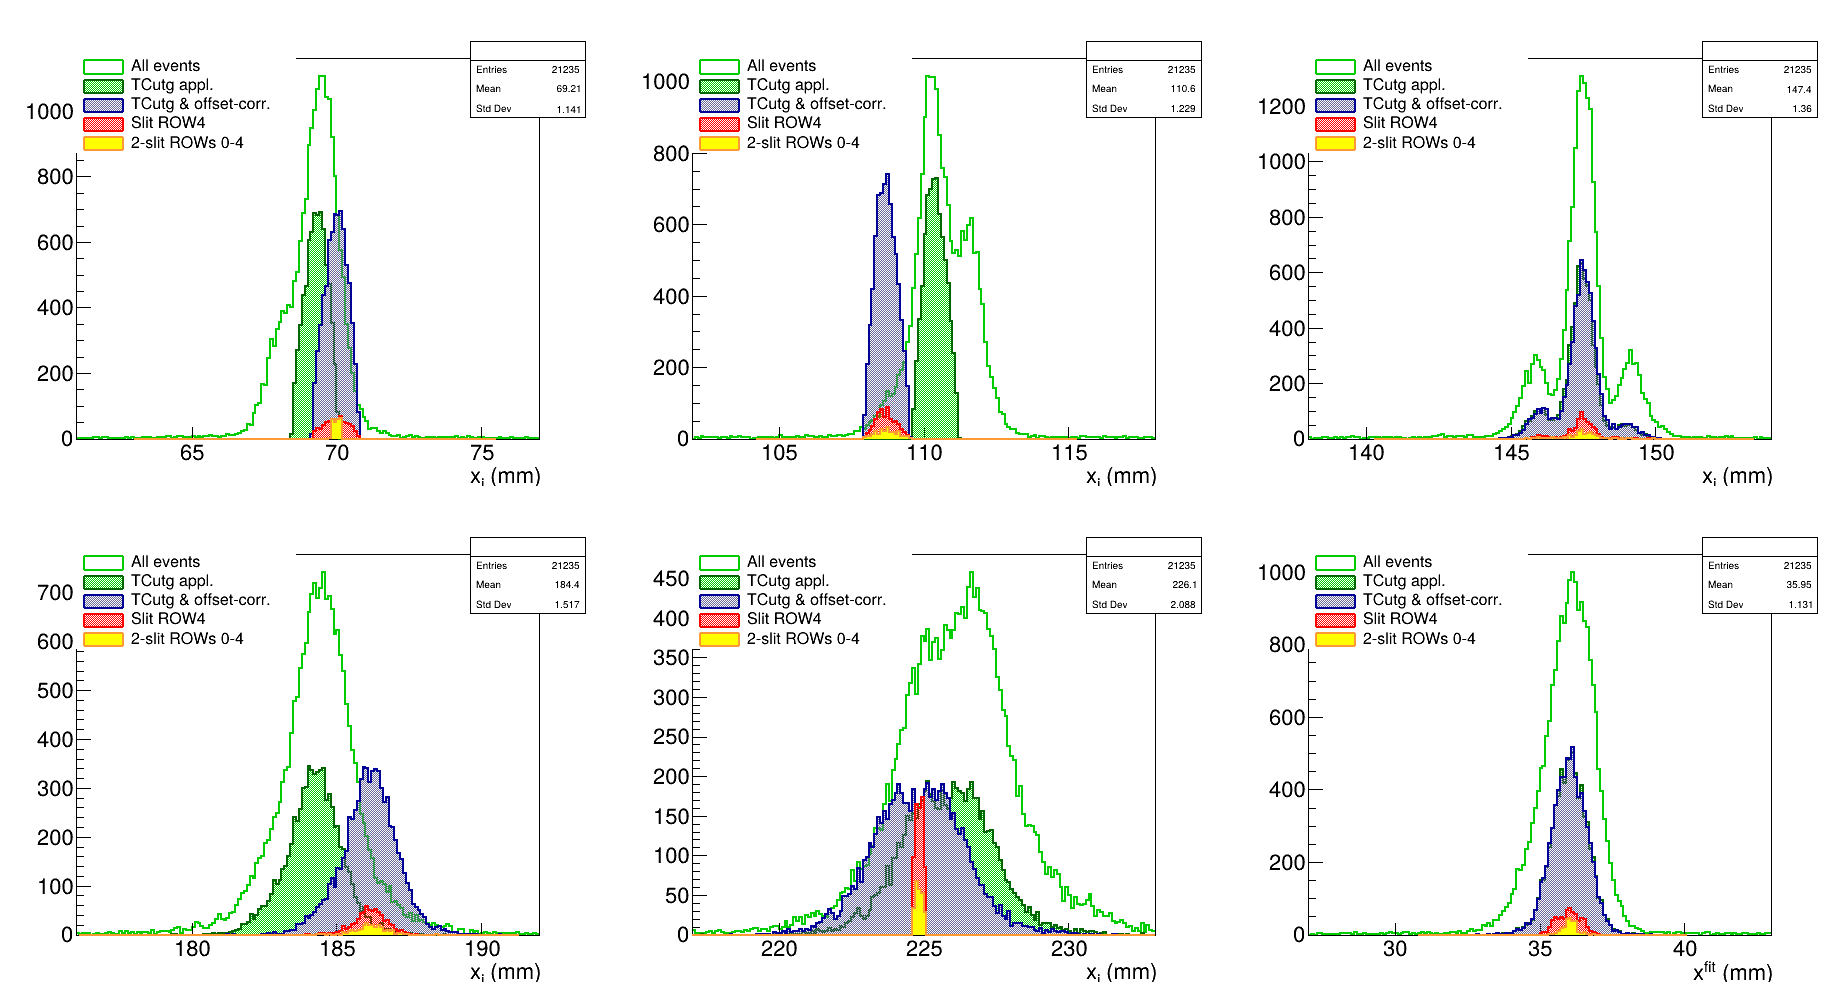 All events
TCutg appl.
TCutg & offset-corr.
Slit ROW4
2-slit ROWs 0-4
Entries 21235
Mean 69.21
Std Dev 1.141
1000
800
600
400
200
0
65 70 75
x_i (mm)
All events
TCutg appl.
TCutg & offset-corr.
Slit ROW4
2-slit ROWs 0-4
Entries 21235
Mean 110.6
Std Dev 1.229
1000
800
600
400
200
0
105 110 115
x_i (mm)
All events
TCutg appl.
TCutg & offset-corr.
Slit ROW4
2-slit ROWs 0-4
Entries 21235
Mean 147.4
Std Dev 1.36
1200
1000
800
600
400
200
0
140 145 150
x_i (mm)
All events
TCutg appl.
TCutg & offset-corr.
Slit ROW4
2-slit ROWs 0-4
Entries 21235
Mean 184.4
Std Dev 1.517
700
600
500
400
300
200
100
0
180 185 190
x_i (mm)
All events
TCutg appl.
TCutg & offset-corr.
Slit ROW4
2-slit ROWs 0-4
Entries 21235
Mean 226.1
Std Dev 2.088
450
400
350
300
250
200
150
100
50
0
220 225 230
x_i (mm)
All events
TCutg appl.
TCutg & offset-corr.
Slit ROW4
2-slit ROWs 0-4
Entries 21235
Mean 35.95
Std Dev 1.131
1000
800
600
400
200
0
30 35 40
x^fit (mm)